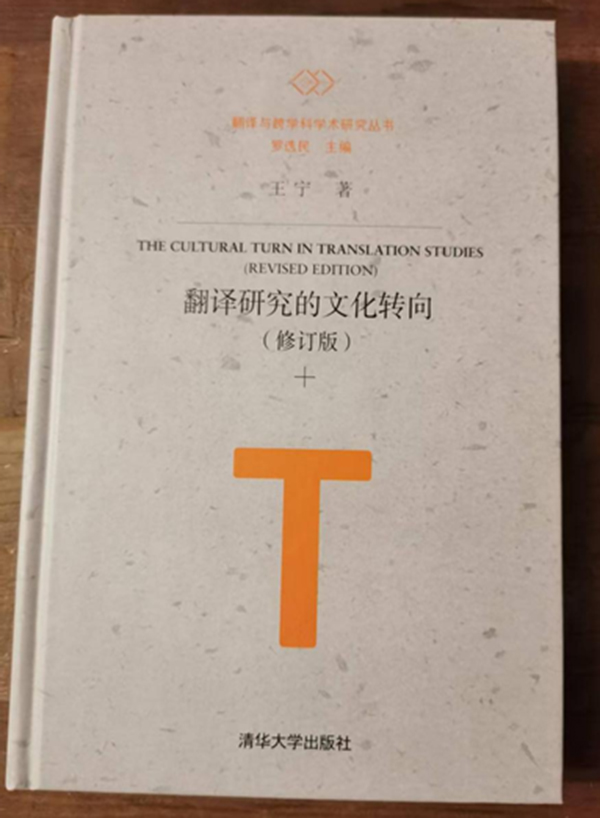 翻译与跨学科学术研究丛书
罗选民 主编
王宁 著
THE CULTURAL TURN IN TRANSLATION STUDIES
(REVISED EDITION)
翻译研究的文化转向
（修订版）
T
清华大学出版社